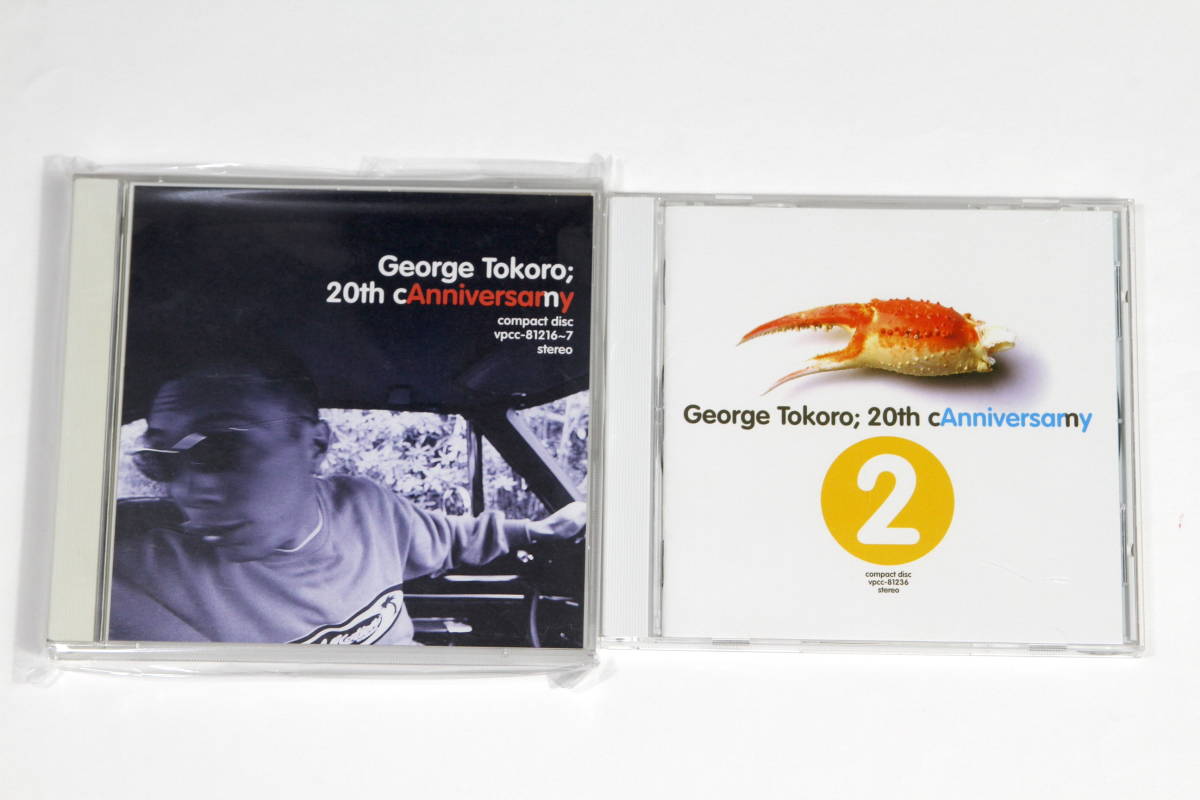 George Tokoro;
20th cAnniversamy
compact disc
vpcc-81216~7
stereo
George Tokoro; 20th cAnniversamy
2
compact disc
vpcc-81236
stereo